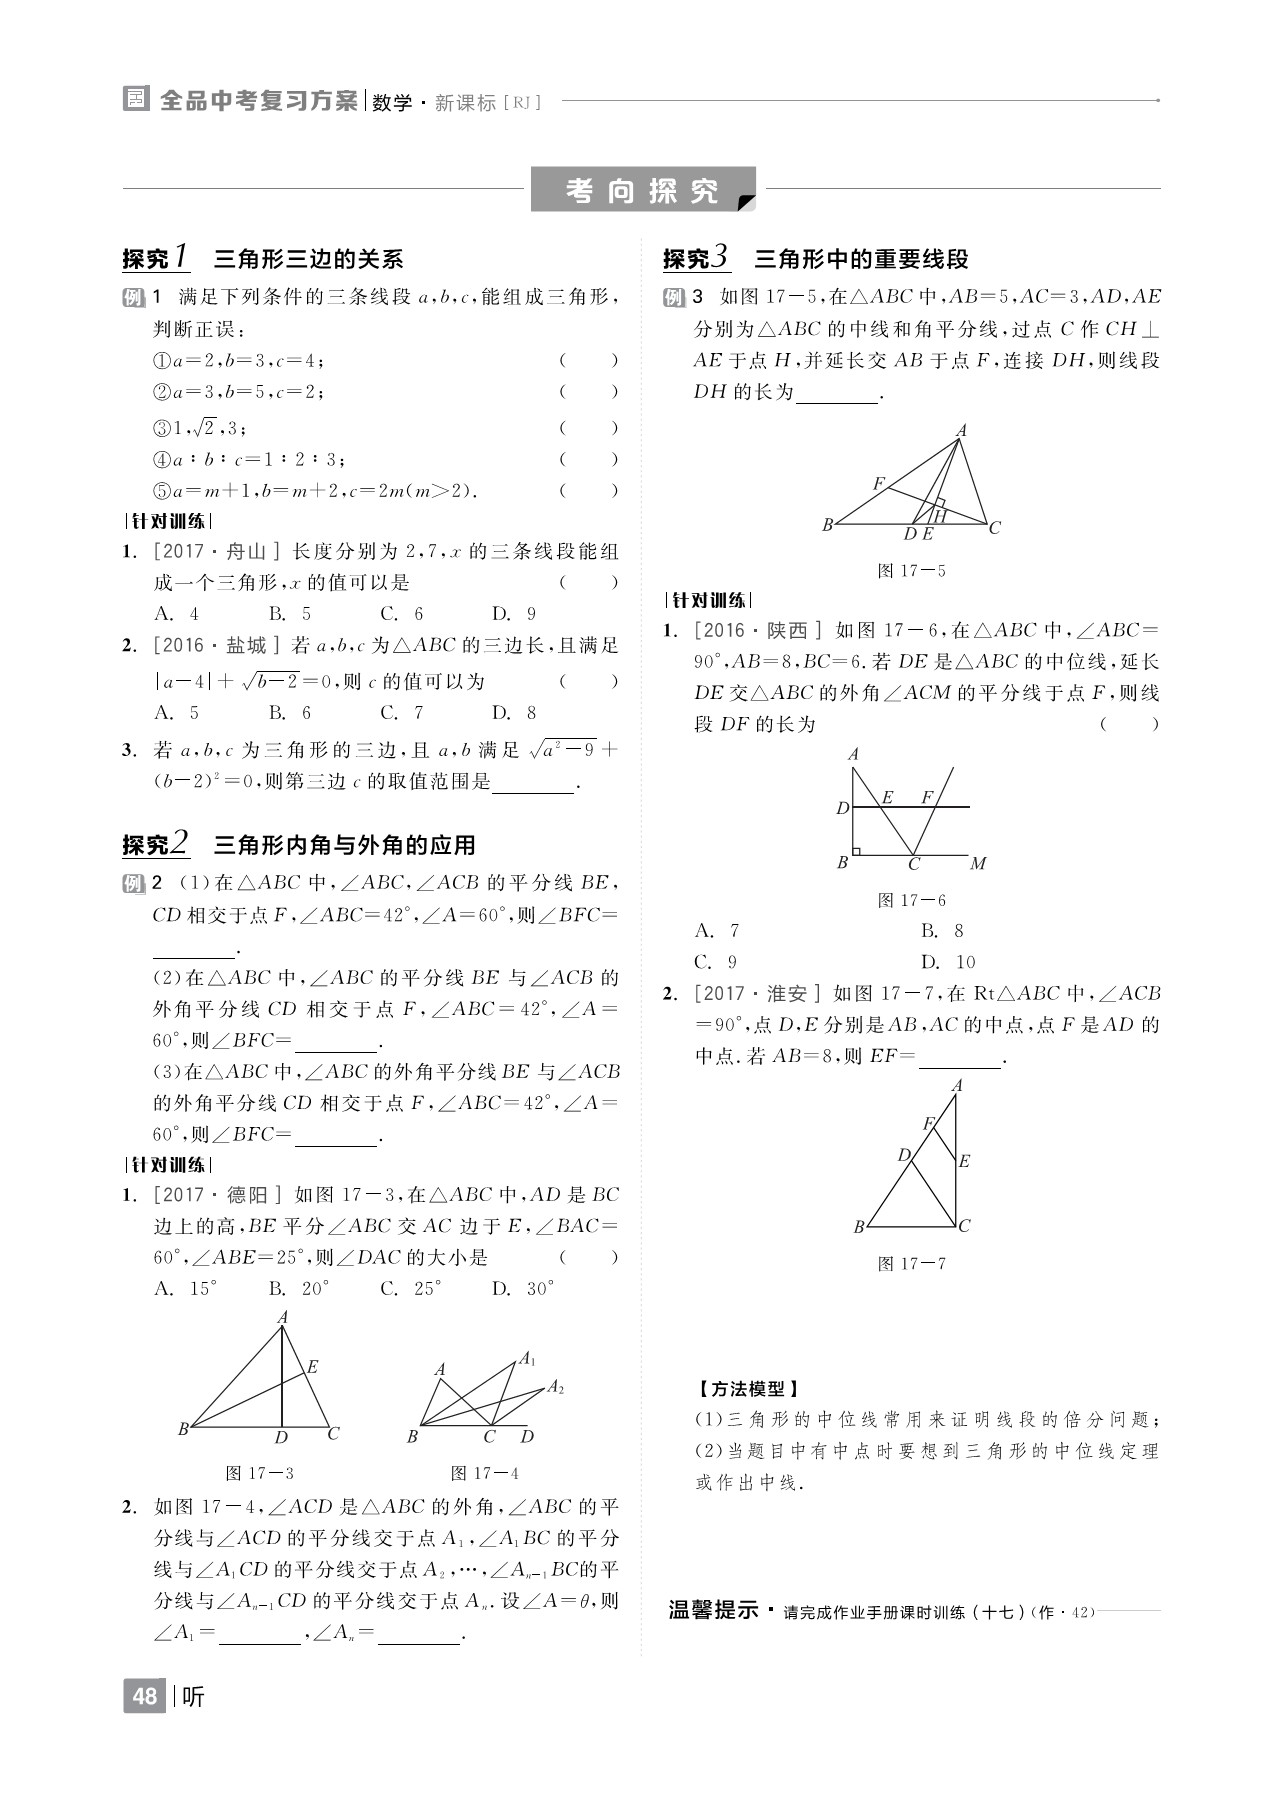 全品中考复习方案 数学·新课标［RJ］
考向探究
探究1 三角形三边的关系
例1 满足下列条件的三条线段 a,b,c,能组成三角形,
判断正误:
①a=2,b=3,c=4; ( )
②a=3,b=5,c=2; ( )
③1,√2,3; ( )
④a∶b∶c=1∶2∶3; ( )
⑤a=m+1,b=m+2,c=2m(m>2). ( )
|针对训练|
1. ［2017·舟山］长度分别为 2,7,x 的三条线段能组
成一个三角形,x 的值可以是 ( )
A. 4 B. 5 C. 6 D. 9
2. ［2016·盐城］若 a,b,c 为△ABC 的三边长,且满足
|a-4|+√(b-2)=0,则 c 的值可以为 ( )
A. 5 B. 6 C. 7 D. 8
3. 若 a,b,c 为三角形的三边,且 a,b 满足 √(a²-9)+
(b-2)²=0,则第三边 c 的取值范围是________.
探究2 三角形内角与外角的应用
例2 (1)在△ABC 中,∠ABC,∠ACB 的平分线 BE,
CD 相交于点 F,∠ABC=42°,∠A=60°,则∠BFC=
________.
(2)在△ABC 中,∠ABC 的平分线 BE 与∠ACB 的
外角平分线 CD 相交于点 F,∠ABC=42°,∠A=
60°,则∠BFC=________.
(3)在△ABC 中,∠ABC 的外角平分线 BE 与∠ACB
的外角平分线 CD 相交于点 F,∠ABC=42°,∠A=
60°,则∠BFC=________.
|针对训练|
1. ［2017·德阳］如图 17-3,在△ABC 中,AD 是 BC
边上的高,BE 平分∠ABC 交 AC 边于 E,∠BAC=
60°,∠ABE=25°,则∠DAC 的大小是 ( )
A. 15° B. 20° C. 25° D. 30°
A
E
B
D
C
图 17-3
A
A₁
A₂
B
C
D
图 17-4
2. 如图 17-4,∠ACD 是△ABC 的外角,∠ABC 的平
分线与∠ACD 的平分线交于点 A₁,∠A₁BC 的平分
线与∠A₁CD 的平分线交于点 A₂,…,∠Aₙ₋₁BC的平
分线与∠Aₙ₋₁CD 的平分线交于点 Aₙ.设∠A=θ,则
∠A₁=________,∠Aₙ=________.
探究3 三角形中的重要线段
例3 如图 17-5,在△ABC 中,AB=5,AC=3,AD,AE
分别为△ABC 的中线和角平分线,过点 C 作 CH⊥
AE 于点 H,并延长交 AB 于点 F,连接 DH,则线段
DH 的长为________.
A
F
H
B
D
E
C
图 17-5
|针对训练|
1. ［2016·陕西］如图 17-6,在△ABC 中,∠ABC=
90°,AB=8,BC=6.若 DE 是△ABC 的中位线,延长
DE 交△ABC 的外角∠ACM 的平分线于点 F,则线
段 DF 的长为 ( )
A
D
E
F
B
C
M
图 17-6
A. 7 B. 8
C. 9 D. 10
2. ［2017·淮安］如图 17-7,在 Rt△ABC 中,∠ACB
=90°,点 D,E 分别是AB,AC 的中点,点 F 是AD 的
中点.若 AB=8,则 EF=________.
A
F
D
E
B
C
图 17-7
【方法模型】
(1)三角形的中位线常用来证明线段的倍分问题;
(2)当题目中有中点时要想到三角形的中位线定理
或作出中线.
温馨提示·请完成作业手册课时训练(十七)(作·42)
48 |听